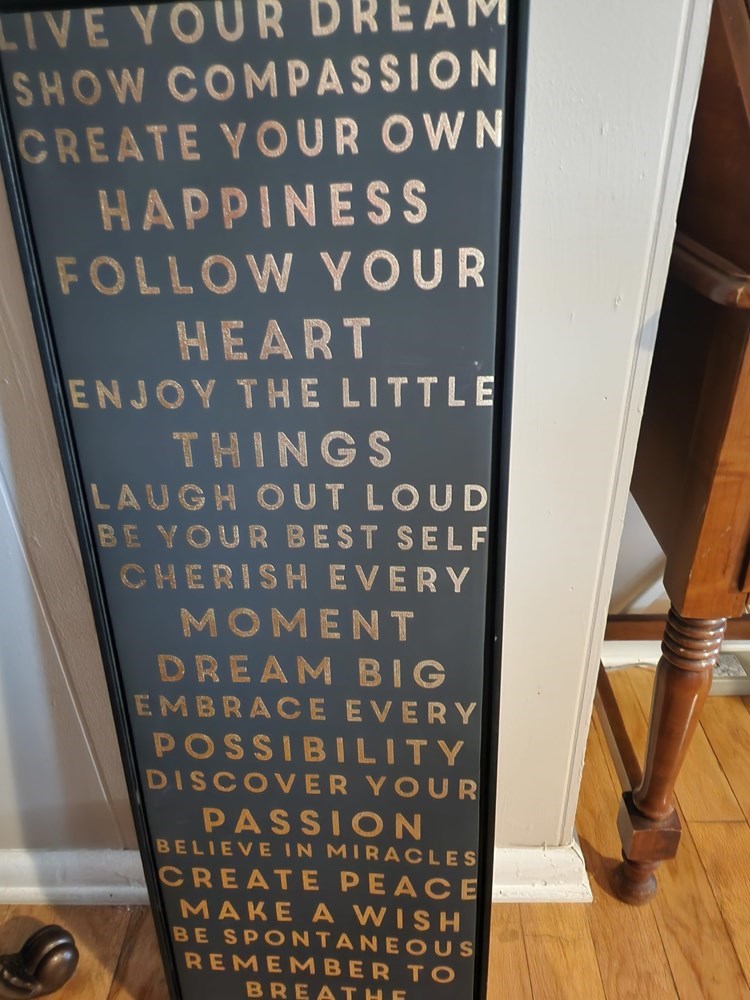 LIVE YOUR DREAM
SHOW COMPASSION
CREATE YOUR OWN
HAPPINESS
FOLLOW YOUR
HEART
ENJOY THE LITTLE
THINGS
LAUGH OUT LOUD
BE YOUR BEST SELF
CHERISH EVERY
MOMENT
DREAM BIG
EMBRACE EVERY
POSSIBILITY
DISCOVER YOUR
PASSION
BELIEVE IN MIRACLES
CREATE PEACE
MAKE A WISH
BE SPONTANEOUS
REMEMBER TO
BREATHE